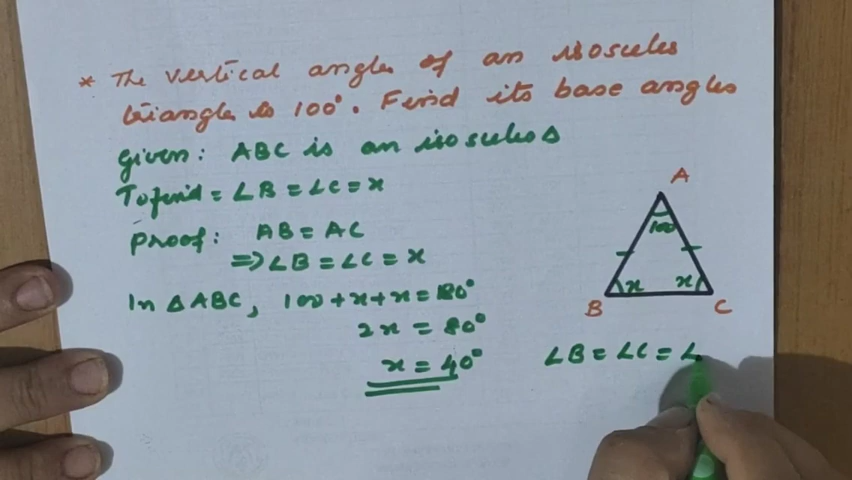 * The vertical angle of an isosceles
triangle is 100°. Find its base angles
Given: ABC is an isosceles Δ
To find = ∠B = ∠C = x
Proof: AB = AC
⇒ ∠B = ∠C = x
In ΔABC, 100 + x + x = 180°
2x = 80°
x = 40°
A
100
x x
B C
∠B = ∠C = ∠